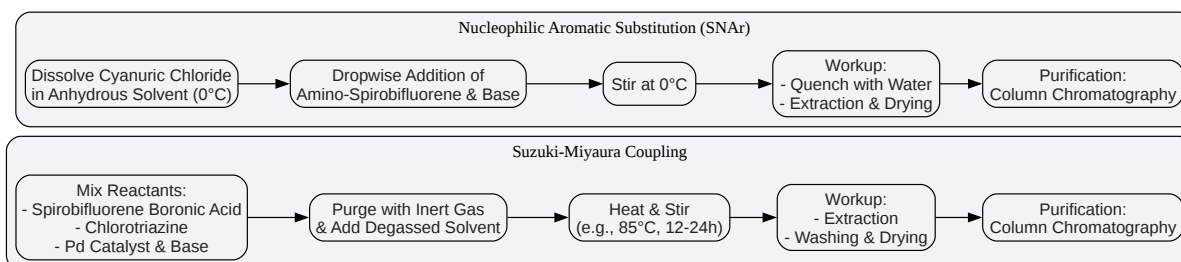 Nucleophilic Aromatic Substitution (SNAr)
Dissolve Cyanuric Chloride
in Anhydrous Solvent (0°C)
Dropwise Addition of
Amino-Spirobifluorene & Base
Stir at 0°C
Workup:
- Quench with Water
- Extraction & Drying
Purification:
Column Chromatography
Suzuki-Miyaura Coupling
Mix Reactants:
- Spirobifluorene Boronic Acid
- Chlorotriazine
- Pd Catalyst & Base
Purge with Inert Gas
& Add Degassed Solvent
Heat & Stir
(e.g., 85°C, 12-24h)
Workup:
- Extraction
- Washing & Drying
Purification:
Column Chromatography